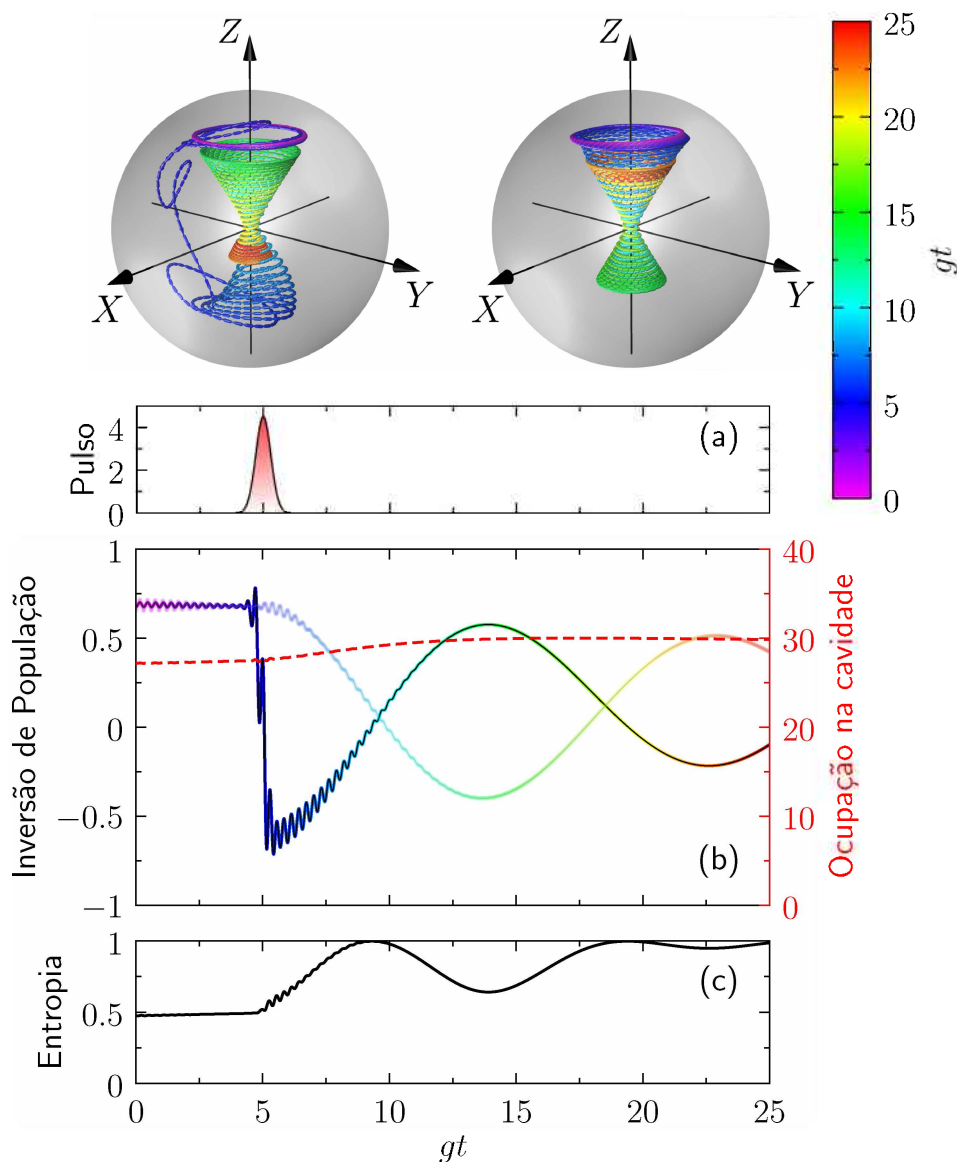 Z
X
Y
Z
X
Y
25
20
15
10
5
0
gt
Pulso
4
2
0
(a)
Inversão de População
1
0.5
0
−0.5
−1
(b)
40
30
20
10
0
Ocupação na cavidade
Entropia
1
0.5
0
(c)
0 5 10 15 20 25
gt